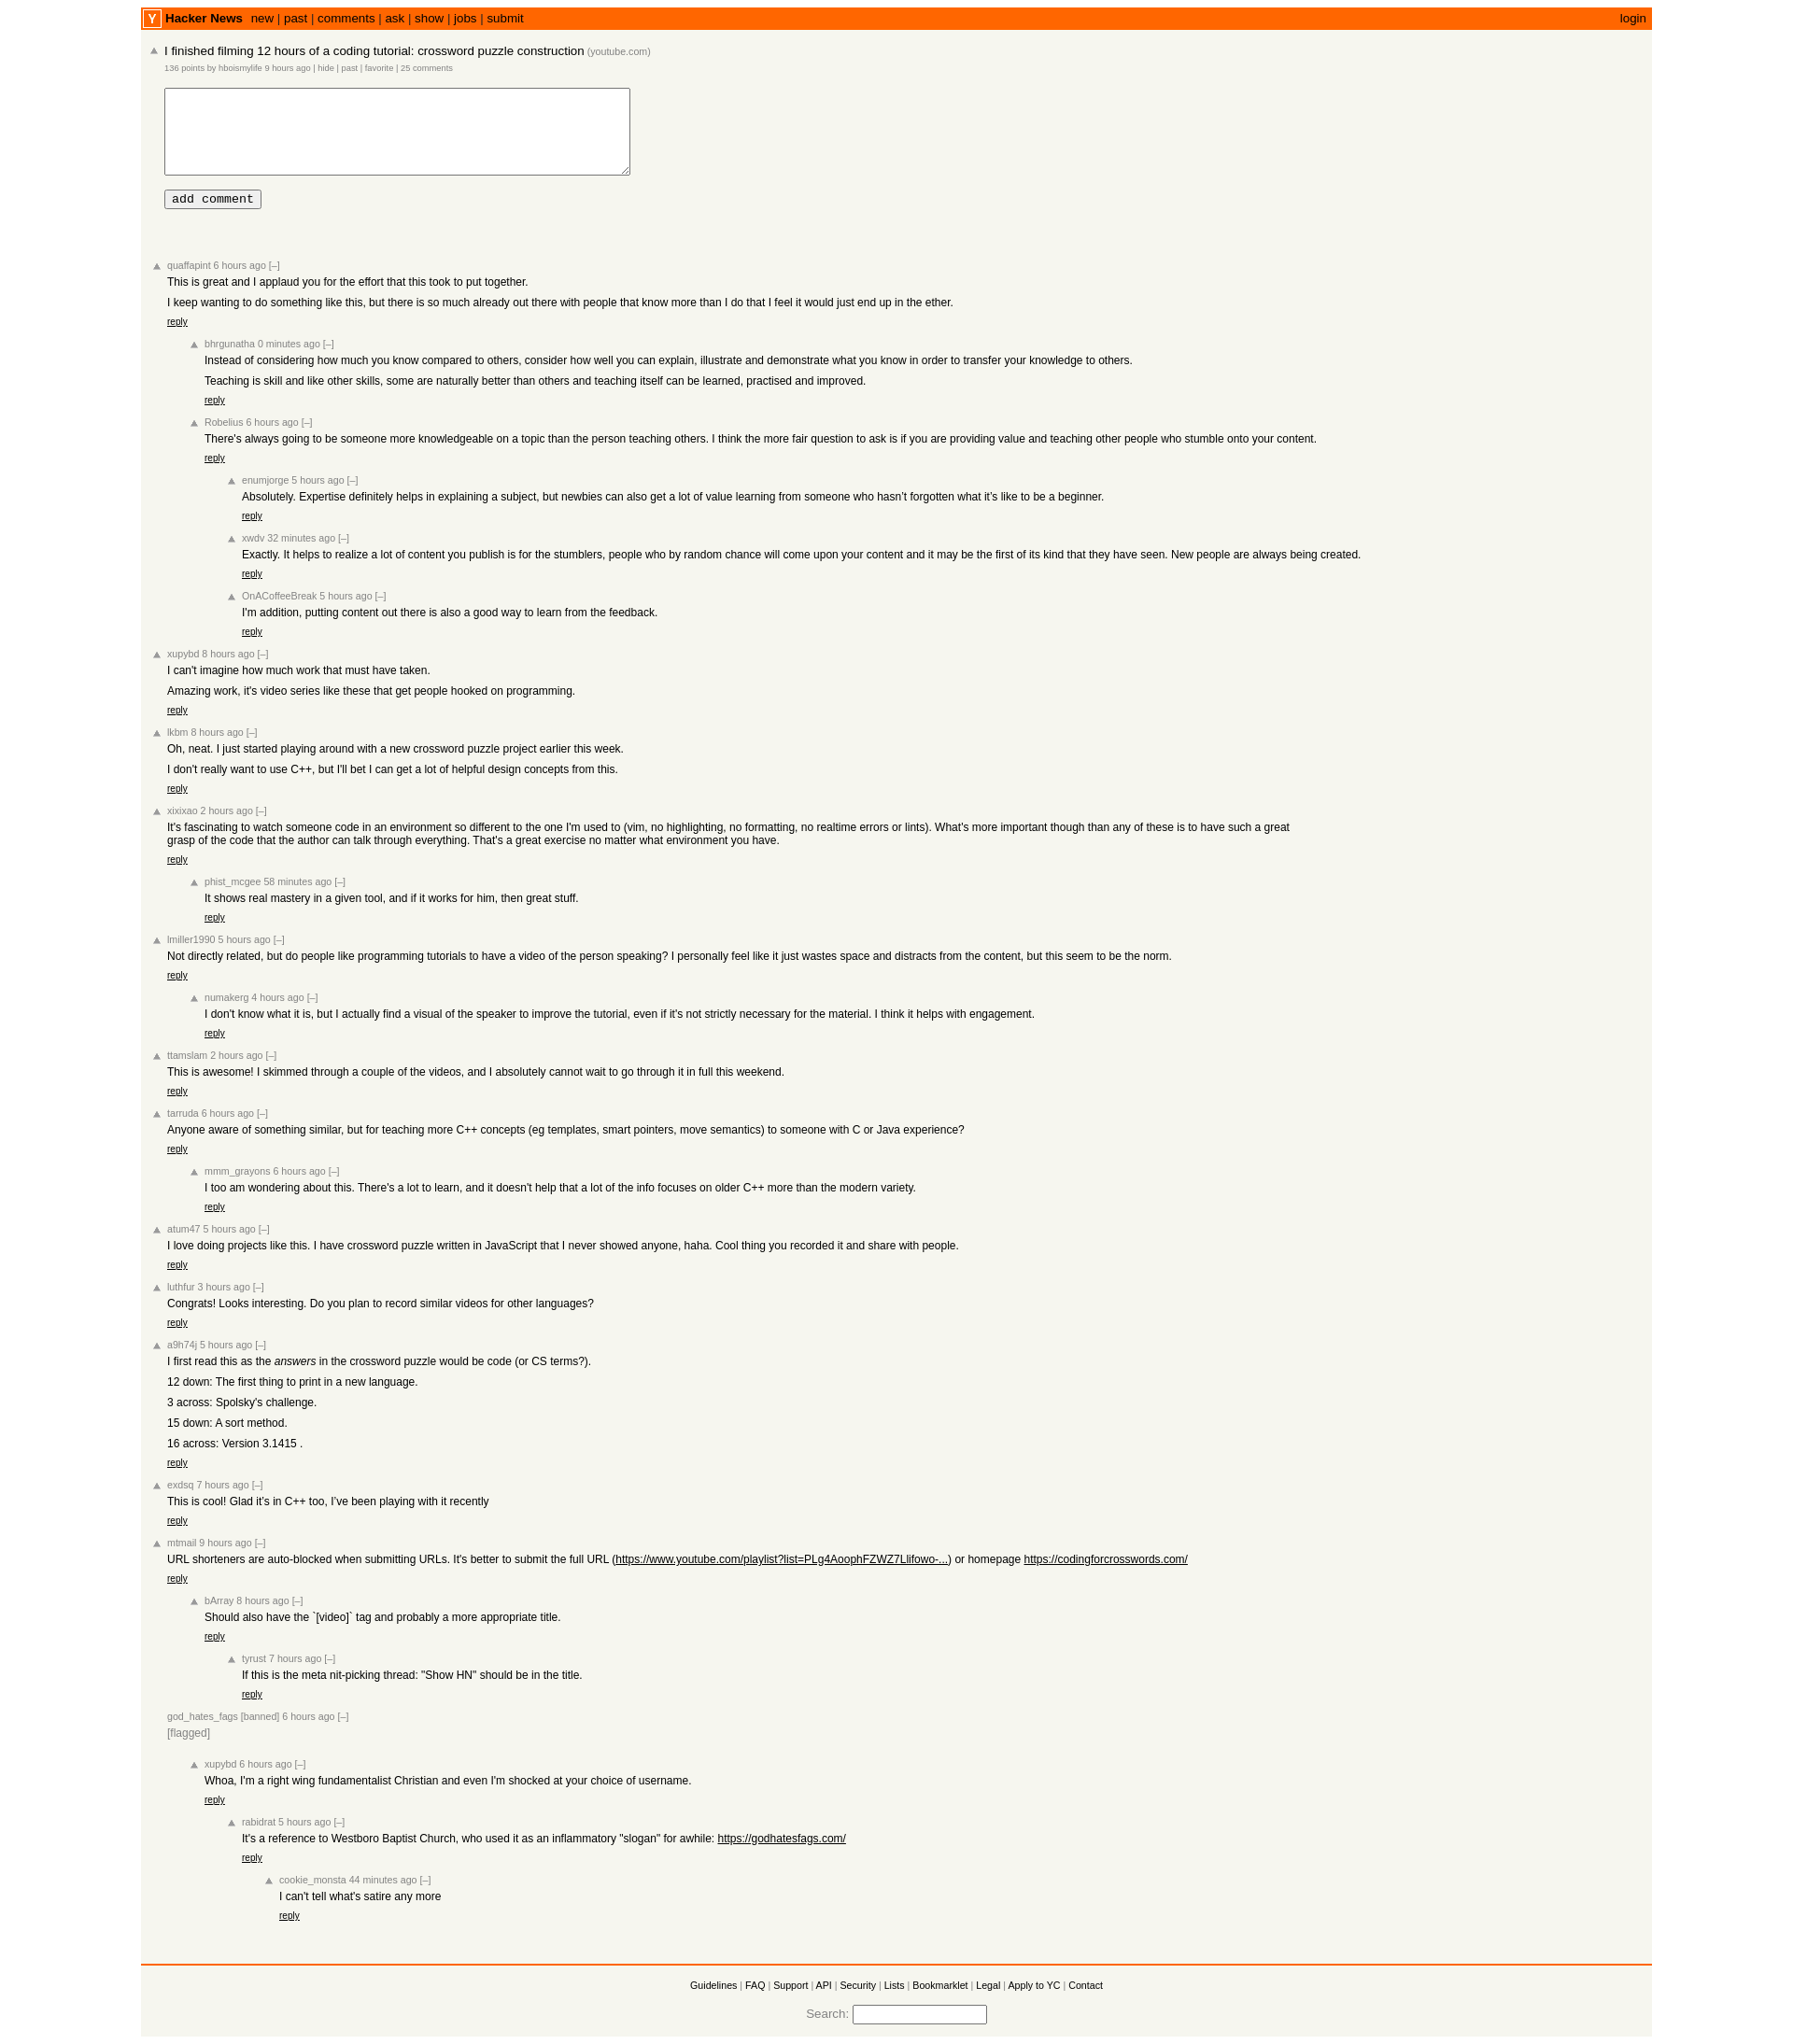 Y Hacker News new | past | comments | ask | show | jobs | submit login
I finished filming 12 hours of a coding tutorial: crossword puzzle construction (youtube.com)
136 points by hboismylife 9 hours ago | hide | past | favorite | 25 comments
add comment
quaffapint 6 hours ago [–]
This is great and I applaud you for the effort that this took to put together.
I keep wanting to do something like this, but there is so much already out there with people that know more than I do that I feel it would just end up in the ether.
reply
bhrgunatha 0 minutes ago [–]
Instead of considering how much you know compared to others, consider how well you can explain, illustrate and demonstrate what you know in order to transfer your knowledge to others.
Teaching is skill and like other skills, some are naturally better than others and teaching itself can be learned, practised and improved.
reply
Robelius 6 hours ago [–]
There's always going to be someone more knowledgeable on a topic than the person teaching others. I think the more fair question to ask is if you are providing value and teaching other people who stumble onto your content.
reply
enumjorge 5 hours ago [–]
Absolutely. Expertise definitely helps in explaining a subject, but newbies can also get a lot of value learning from someone who hasn’t forgotten what it’s like to be a beginner.
reply
xwdv 32 minutes ago [–]
Exactly. It helps to realize a lot of content you publish is for the stumblers, people who by random chance will come upon your content and it may be the first of its kind that they have seen. New people are always being created.
reply
OnACoffeeBreak 5 hours ago [–]
I'm addition, putting content out there is also a good way to learn from the feedback.
reply
xupybd 8 hours ago [–]
I can't imagine how much work that must have taken.
Amazing work, it's video series like these that get people hooked on programming.
reply
lkbm 8 hours ago [–]
Oh, neat. I just started playing around with a new crossword puzzle project earlier this week.
I don't really want to use C++, but I'll bet I can get a lot of helpful design concepts from this.
reply
xixixao 2 hours ago [–]
It's fascinating to watch someone code in an environment so different to the one I'm used to (vim, no highlighting, no formatting, no realtime errors or lints). What's more important though than any of these is to have such a great
grasp of the code that the author can talk through everything. That's a great exercise no matter what environment you have.
reply
phist_mcgee 58 minutes ago [–]
It shows real mastery in a given tool, and if it works for him, then great stuff.
reply
lmiller1990 5 hours ago [–]
Not directly related, but do people like programming tutorials to have a video of the person speaking? I personally feel like it just wastes space and distracts from the content, but this seem to be the norm.
reply
numakerg 4 hours ago [–]
I don't know what it is, but I actually find a visual of the speaker to improve the tutorial, even if it's not strictly necessary for the material. I think it helps with engagement.
reply
ttamslam 2 hours ago [–]
This is awesome! I skimmed through a couple of the videos, and I absolutely cannot wait to go through it in full this weekend.
reply
tarruda 6 hours ago [–]
Anyone aware of something similar, but for teaching more C++ concepts (eg templates, smart pointers, move semantics) to someone with C or Java experience?
reply
mmm_grayons 6 hours ago [–]
I too am wondering about this. There's a lot to learn, and it doesn't help that a lot of the info focuses on older C++ more than the modern variety.
reply
atum47 5 hours ago [–]
I love doing projects like this. I have crossword puzzle written in JavaScript that I never showed anyone, haha. Cool thing you recorded it and share with people.
reply
luthfur 3 hours ago [–]
Congrats! Looks interesting. Do you plan to record similar videos for other languages?
reply
a9h74j 5 hours ago [–]
I first read this as the answers in the crossword puzzle would be code (or CS terms?).
12 down: The first thing to print in a new language.
3 across: Spolsky's challenge.
15 down: A sort method.
16 across: Version 3.1415 .
reply
exdsq 7 hours ago [–]
This is cool! Glad it’s in C++ too, I’ve been playing with it recently
reply
mtmail 9 hours ago [–]
URL shorteners are auto-blocked when submitting URLs. It's better to submit the full URL (https://www.youtube.com/playlist?list=PLg4AoophFZWZ7Llifowo-...) or homepage https://codingforcrosswords.com/
reply
bArray 8 hours ago [–]
Should also have the `[video]` tag and probably a more appropriate title.
reply
tyrust 7 hours ago [–]
If this is the meta nit-picking thread: "Show HN" should be in the title.
reply
god_hates_fags [banned] 6 hours ago [–]
[flagged]
xupybd 6 hours ago [–]
Whoa, I'm a right wing fundamentalist Christian and even I'm shocked at your choice of username.
reply
rabidrat 5 hours ago [–]
It's a reference to Westboro Baptist Church, who used it as an inflammatory "slogan" for awhile: https://godhatesfags.com/
reply
cookie_monsta 44 minutes ago [–]
I can't tell what's satire any more
reply
Guidelines | FAQ | Support | API | Security | Lists | Bookmarklet | Legal | Apply to YC | Contact
Search: